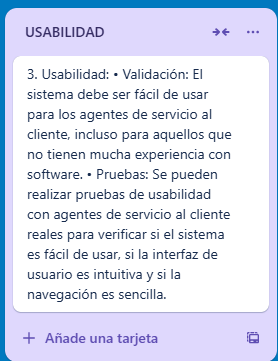 USABILIDAD
3. Usabilidad: • Validación: El
sistema debe ser fácil de usar
para los agentes de servicio al
cliente, incluso para aquellos que
no tienen mucha experiencia con
software. • Pruebas: Se pueden
realizar pruebas de usabilidad
con agentes de servicio al cliente
reales para verificar si el sistema
es fácil de usar, si la interfaz de
usuario es intuitiva y si la
navegación es sencilla.
Añade una tarjeta